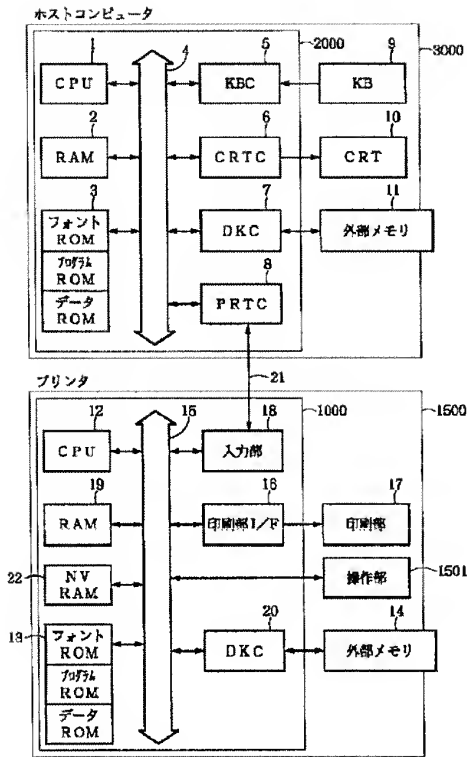 ホストコンピュータ
1
4
5
2000
9
3000
CPU
KBC
KB
2
6
10
RAM
CRTC
CRT
3
7
11
フォント
ROM
DKC
外部メモリ
プログラム
ROM
8
データ
ROM
PRTC
21
プリンタ
12
15
18
1000
1500
CPU
入力部
19
16
17
RAM
印刷部I/F
印刷部
22
NV
RAM
操作部
1501
13
フォント
ROM
20
14
DKC
外部メモリ
プログラム
ROM
データ
ROM